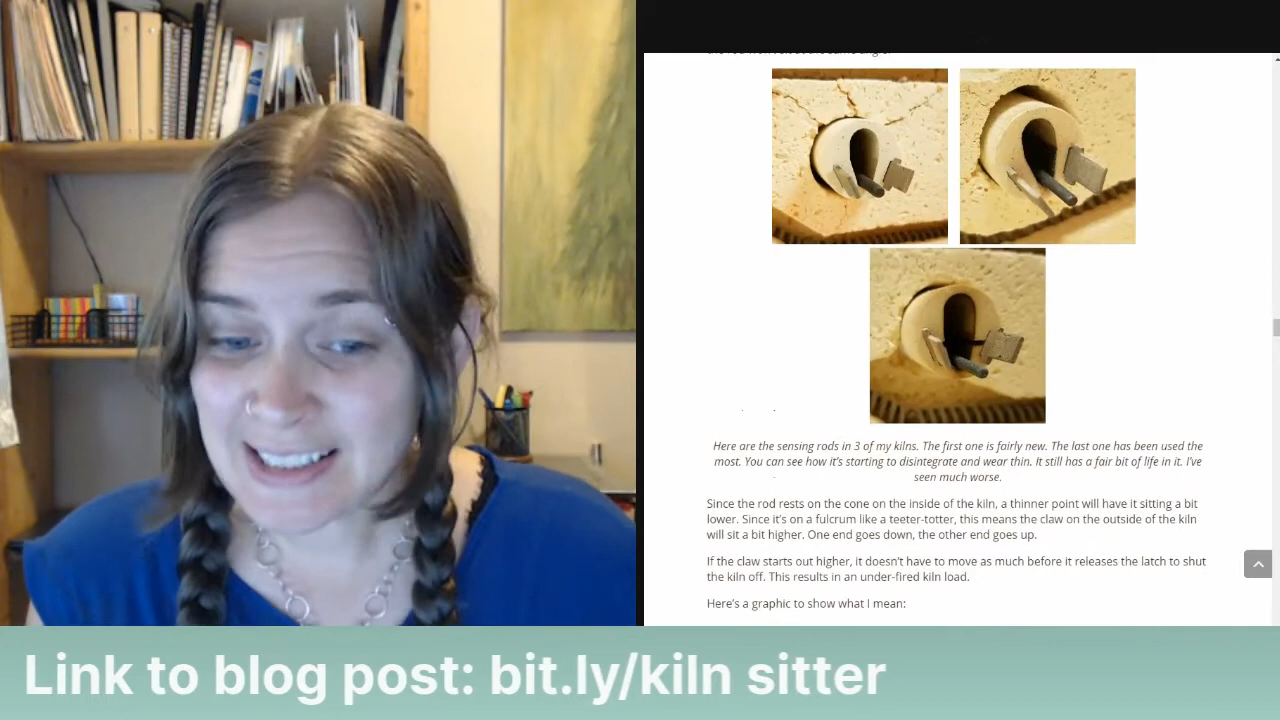 Here are the sensing rods in 3 of my kilns. The first one is fairly new. The last one has been used the
most. You can see how it's starting to disintegrate and wear thin. It still has a fair bit of life in it. I've
seen much worse.
Since the rod rests on the cone on the inside of the kiln, a thinner point will have it sitting a bit
lower. Since it's on a fulcrum like a teeter-totter, this means the claw on the outside of the kiln
will sit a bit higher. One end goes down, the other end goes up.
If the claw starts out higher, it doesn't have to move as much before it releases the latch to shut
the kiln off. This results in an under-fired kiln load.
Here's a graphic to show what I mean:
Link to blog post: bit.ly/kiln sitter